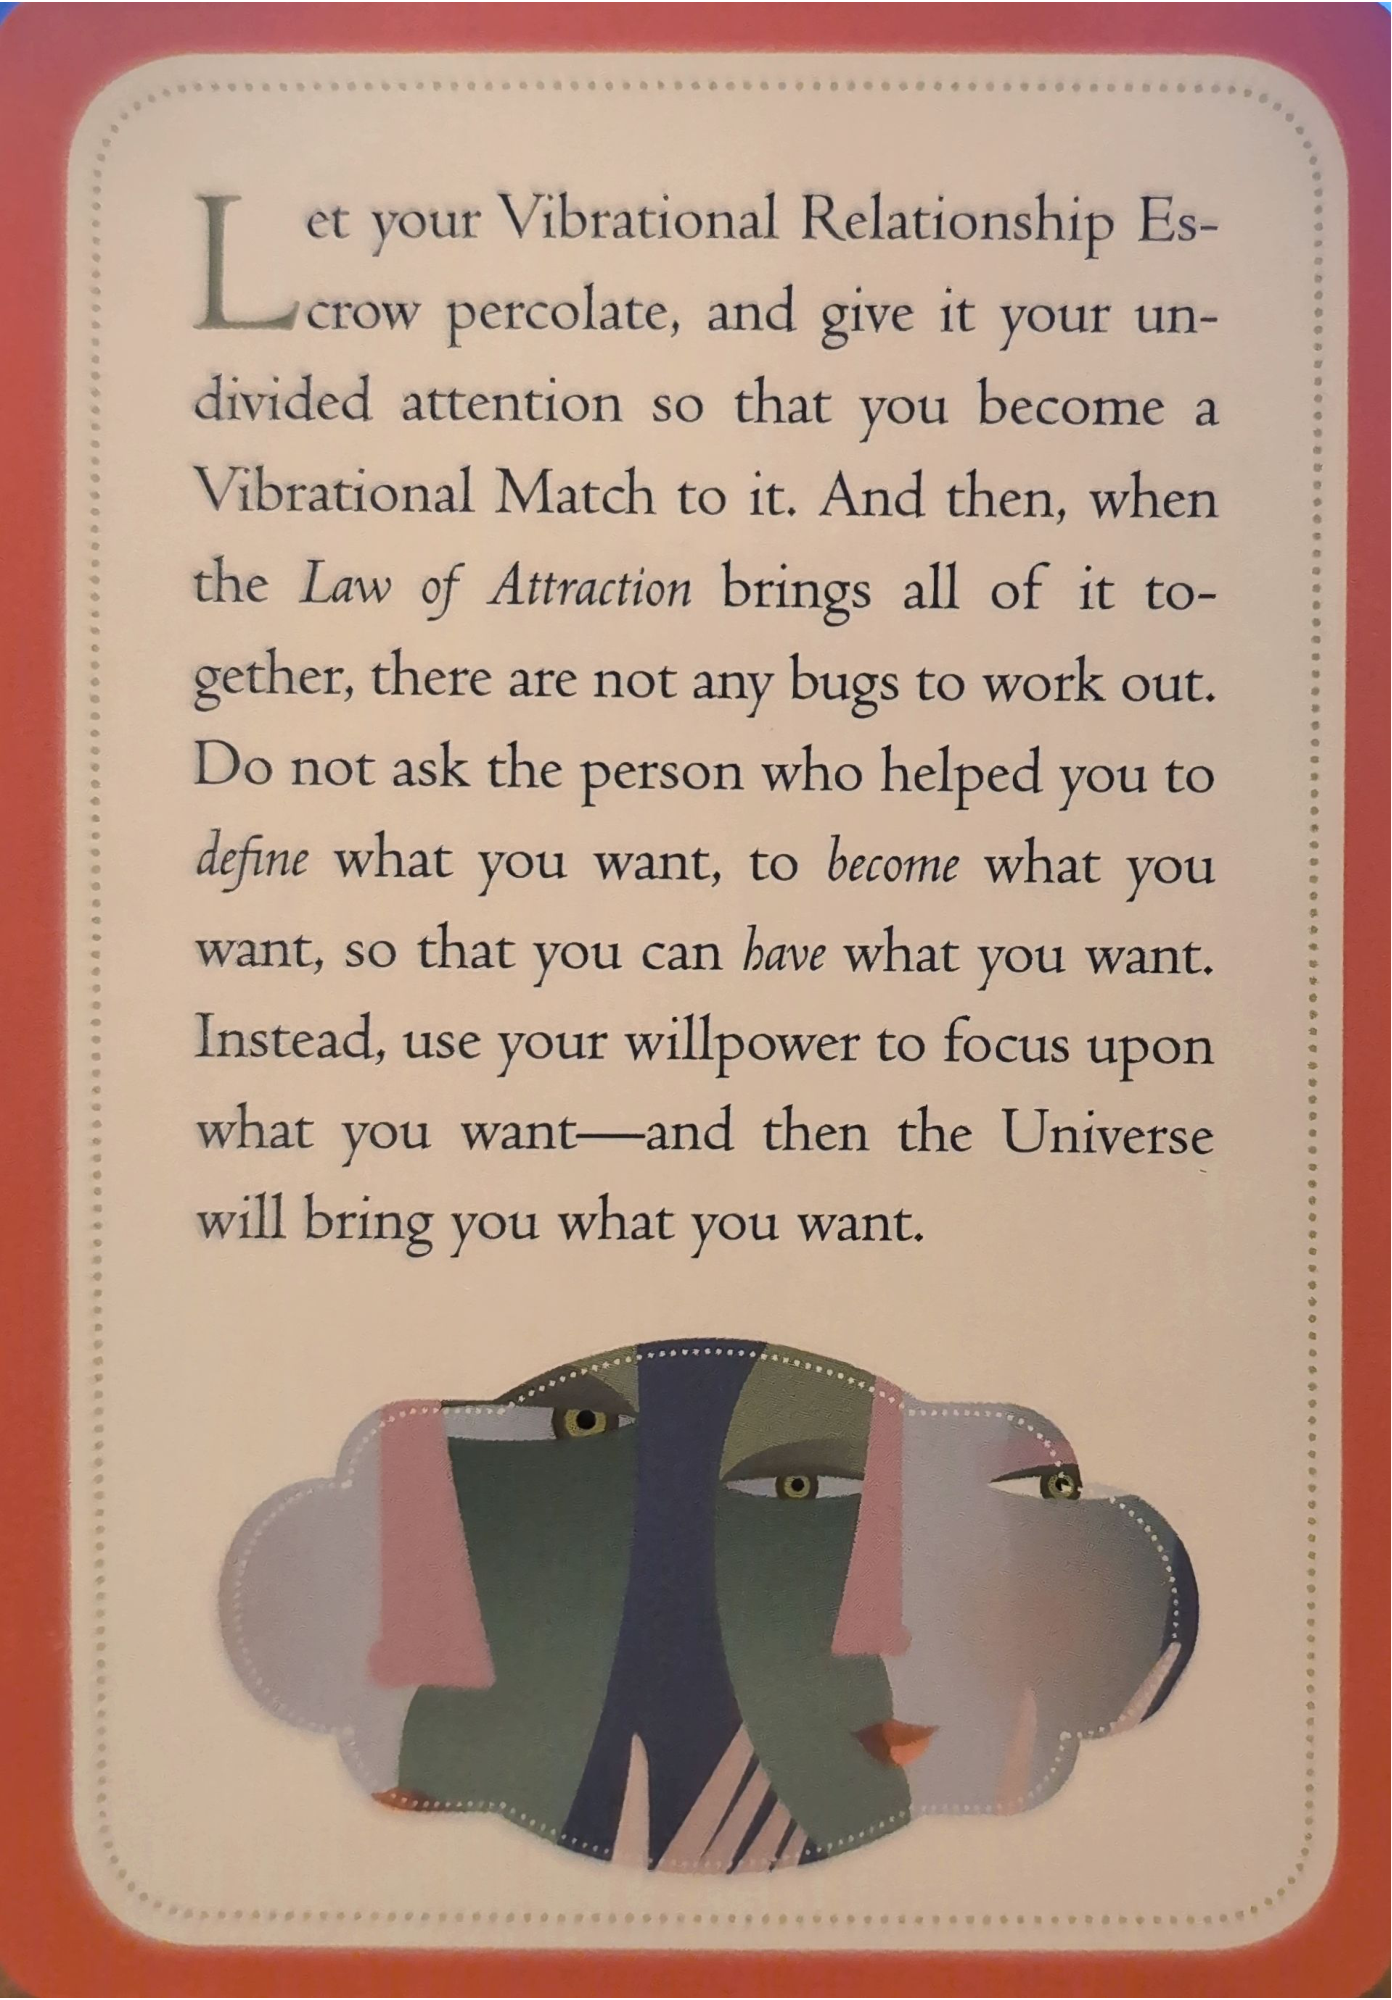 Let your Vibrational Relationship Es-
crow percolate, and give it your un-
divided attention so that you become a
Vibrational Match to it. And then, when
the Law of Attraction brings all of it to-
gether, there are not any bugs to work out.
Do not ask the person who helped you to
define what you want, to become what you
want, so that you can have what you want.
Instead, use your willpower to focus upon
what you want—and then the Universe
will bring you what you want.